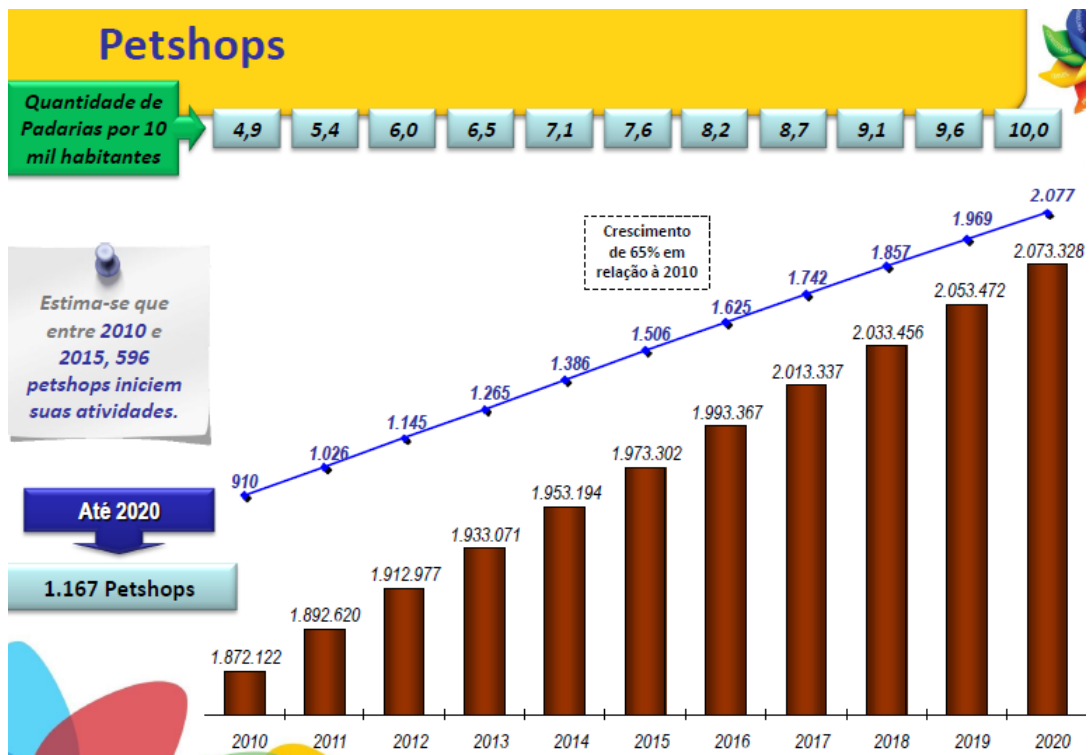 Petshops
Quantidade de
Padarias por 10
mil habitantes
4,9 5,4 6,0 6,5 7,1 7,6 8,2 8,7 9,1 9,6 10,0
Crescimento
de 65% em
relação à 2010
910 1.026 1.145 1.265 1.386 1.506 1.625 1.742 1.857 1.969 2.077
Estima-se que
entre 2010 e
2015, 596
petshops iniciem
suas atividades.
Até 2020
1.167 Petshops
1.872.122 1.892.620 1.912.977 1.933.071 1.953.194 1.973.302 1.993.367 2.013.337 2.033.456 2.053.472 2.073.328
2010 2011 2012 2013 2014 2015 2016 2017 2018 2019 2020